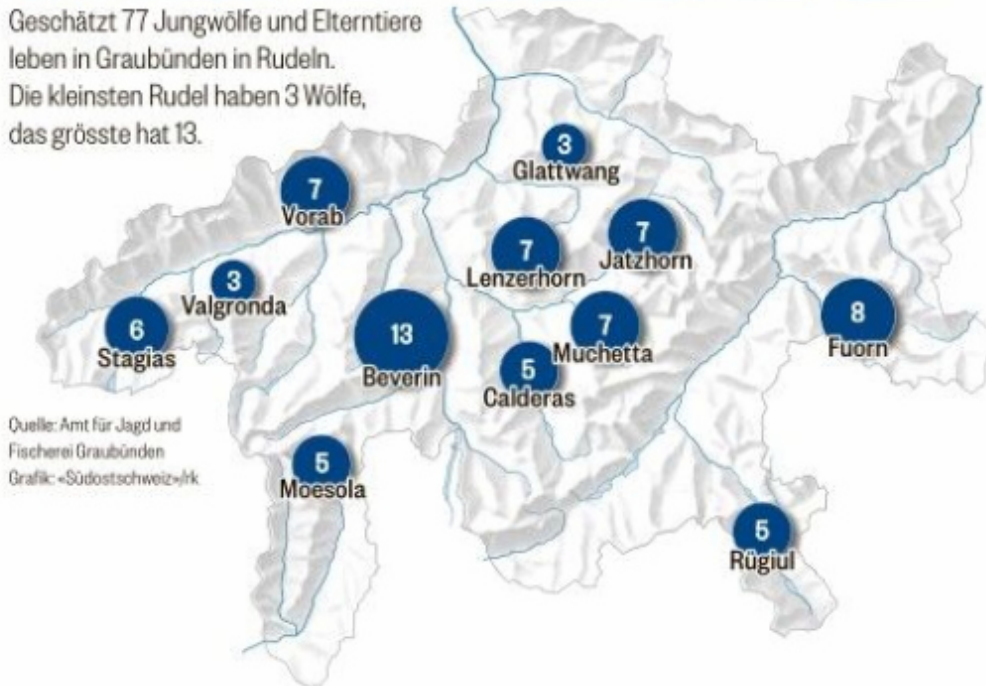 Geschätzt 77 Jungwölfe und Elterntiere
leben in Graubünden in Rudeln.
Die kleinsten Rudel haben 3 Wölfe,
das grösste hat 13.
3
Glattwang
7
Vorab
7
Lenzerhorn
7
Jatzhorn
3
Valgronda
6
Stagias
13
Beverin
7
Muchetta
8
Fuorn
5
Calderas
Quelle: Amt für Jagd und
Fischerei Graubünden
Grafik: «Südostschweiz»/rk
5
Moesola
5
Rügiul